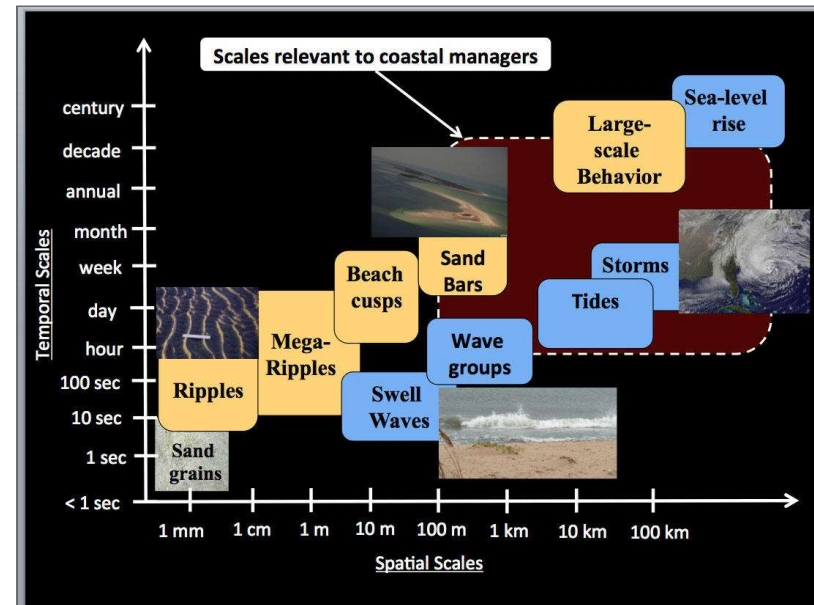 Scales relevant to coastal managers
Temporal Scales
century
decade
annual
month
week
day
hour
100 sec
10 sec
1 sec
< 1 sec
Sea-level
rise
Large-
scale
Behavior
Storms
Tides
Sand
Bars
Beach
cusps
Wave
groups
Mega-
Ripples
Swell
Waves
Ripples
Sand
grains
1 mm
1 cm
1 m
10 m
100 m
1 km
10 km
100 km
Spatial Scales